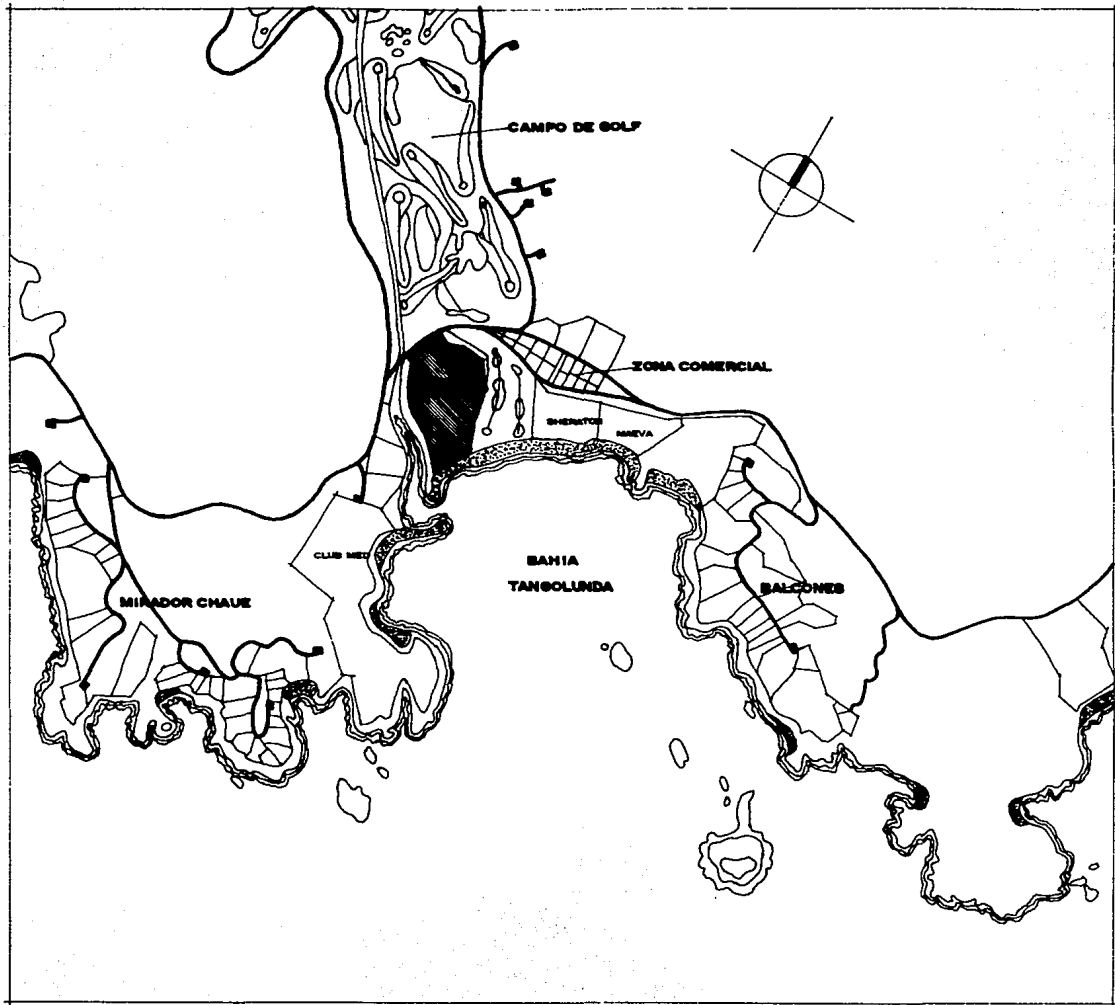 CAMPO DE GOLF
ZONA COMERCIAL
SHERATON
MAEVA
CLUB MED
BAHIA
TANGOLUNDA
MIRADOR CHAUE
BALCONES